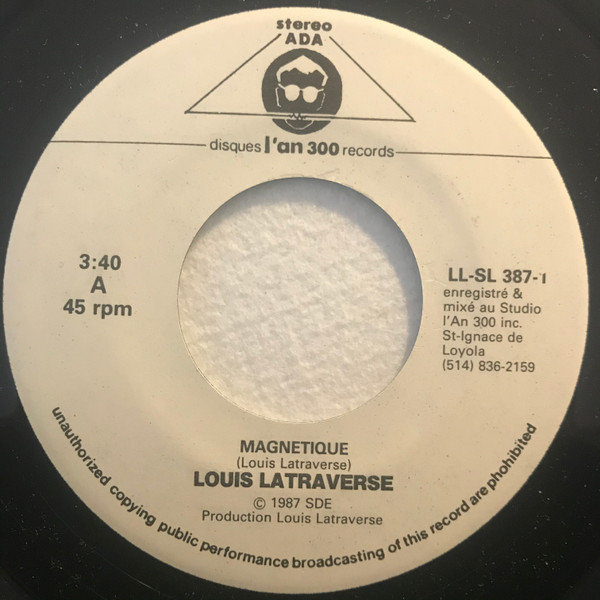 stereo
ADA
disques l'an 300 records
3:40
A
45 rpm
LL-SL 387-1
enregistré &
mixé au Studio
l'An 300 inc.
St-Ignace de
Loyola
(514) 836-2159
MAGNETIQUE
(Louis Latraverse)
LOUIS LATRAVERSE
© 1987 SDE
Production Louis Latraverse
unauthorized copying public performance broadcasting of this record are phohibited